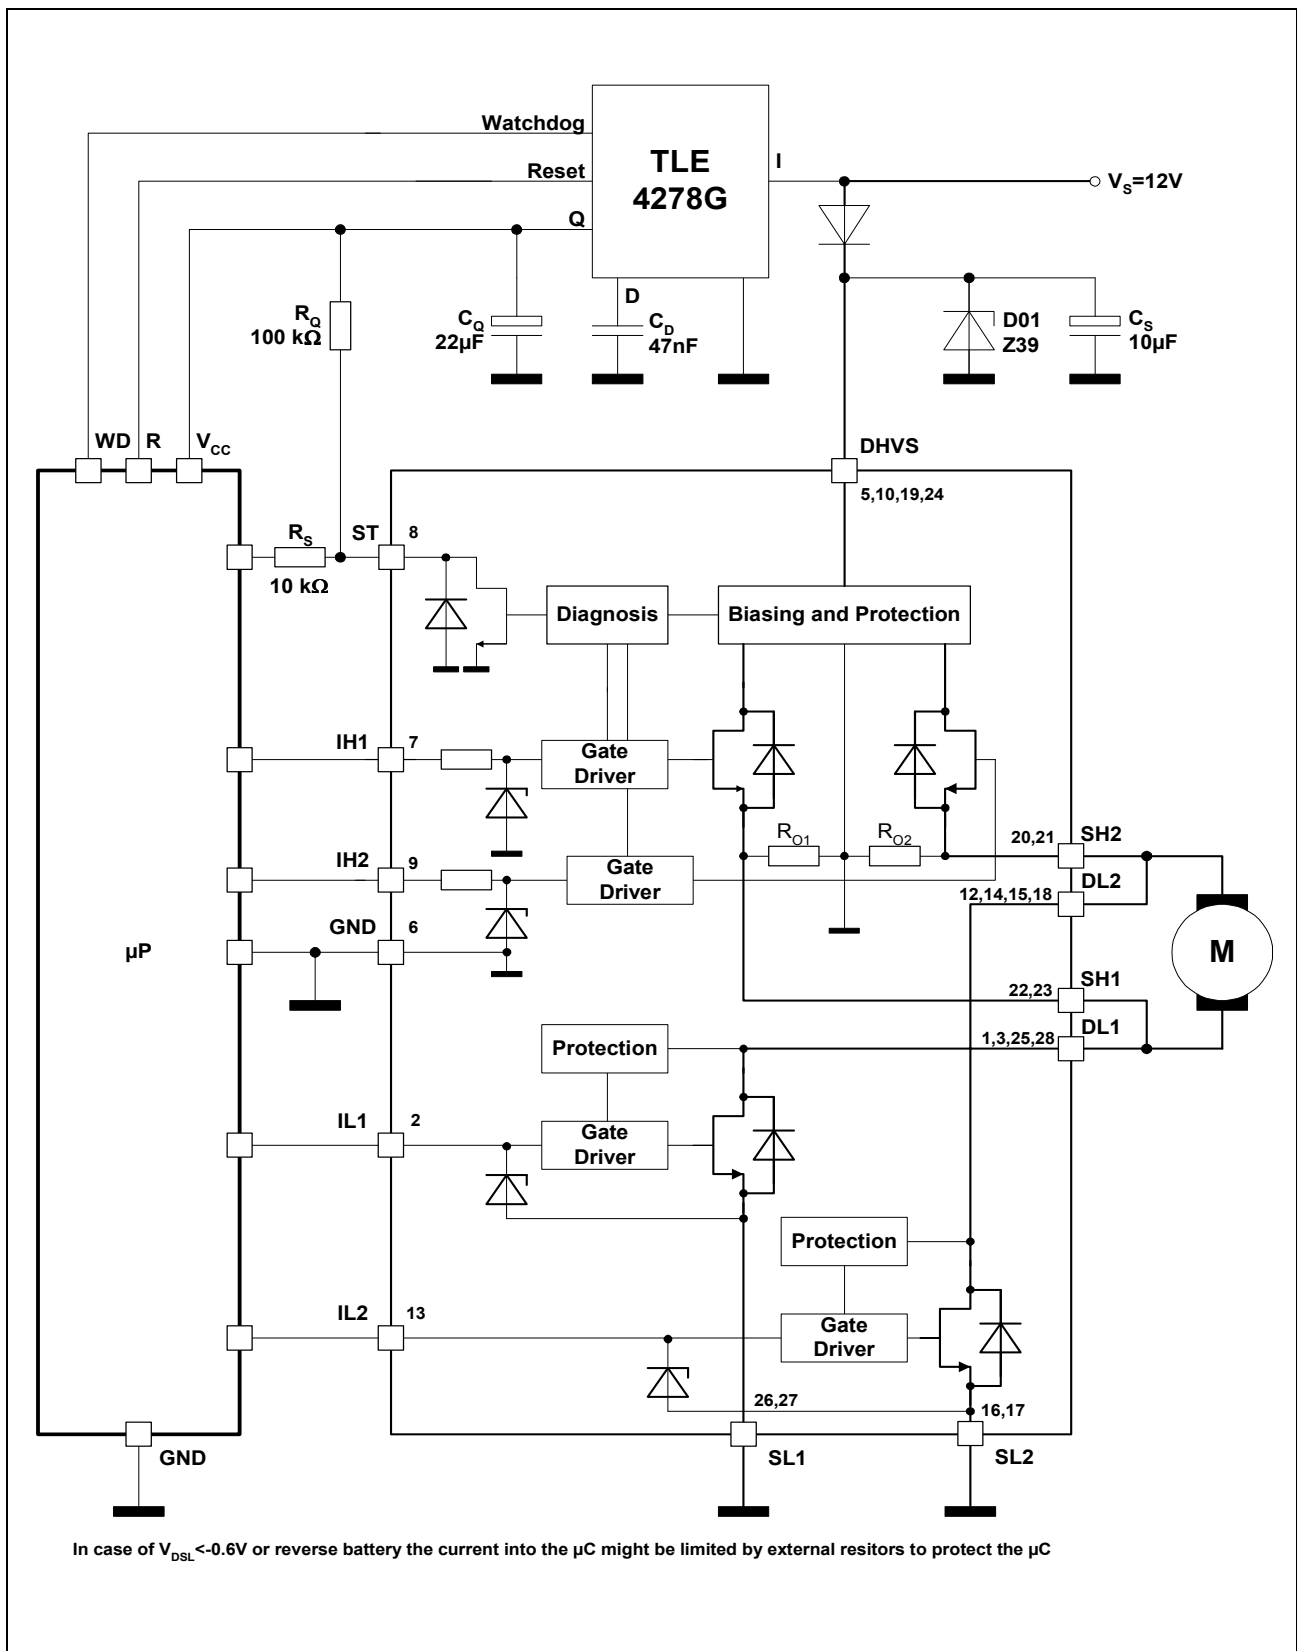 Watchdog
TLE
4278G
I
Reset
V_S=12V
Q
D
R_Q
100 kΩ
C_Q
22µF
C_D
47nF
D01
Z39
C_S
10µF
WD
R
V_CC
DHVS
5,10,19,24
R_S
10 kΩ
ST
8
Diagnosis
Biasing and Protection
IH1
7
Gate
Driver
R_O1
R_O2
20,21
SH2
IH2
9
Gate
Driver
12,14,15,18
DL2
GND
6
µP
M
22,23
SH1
Protection
1,3,25,28
DL1
IL1
2
Gate
Driver
Protection
IL2
13
Gate
Driver
26,27
16,17
GND
SL1
SL2
In case of V_DSL<-0.6V or reverse battery the current into the µC might be limited by external resitors to protect the µC